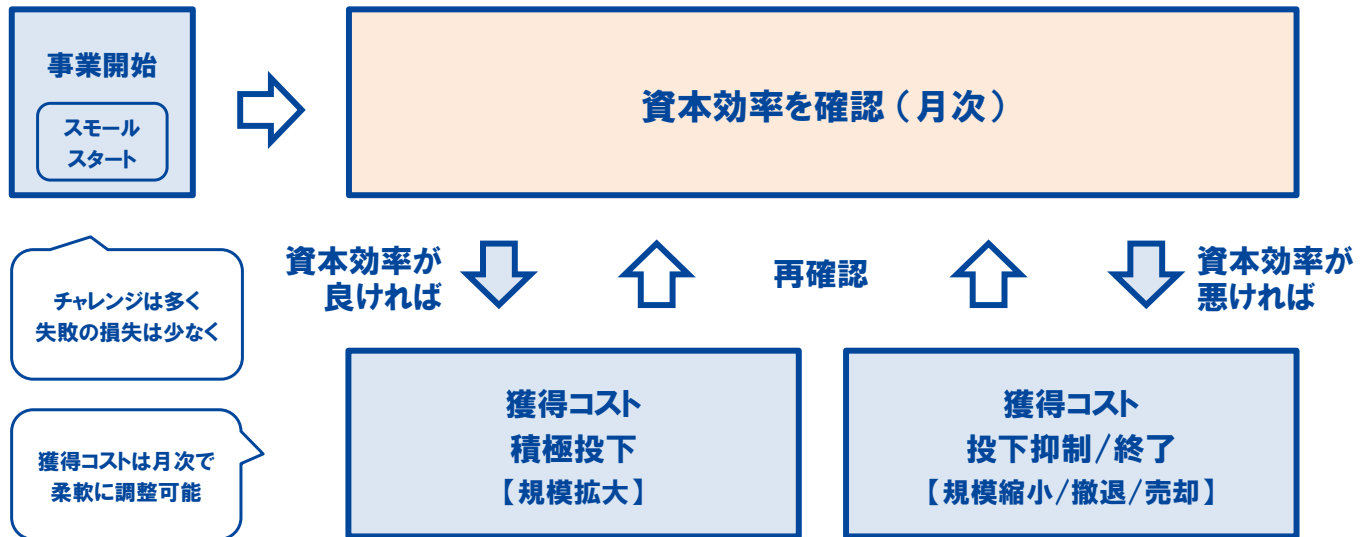 事業開始
スモール
スタート
資本効率を確認（月次）
チャレンジは多く
失敗の損失は少なく
獲得コストは月次で
柔軟に調整可能
資本効率が
良ければ
再確認
資本効率が
悪ければ
獲得コスト
積極投下
【規模拡大】
獲得コスト
投下抑制/終了
【規模縮小/撤退/売却】